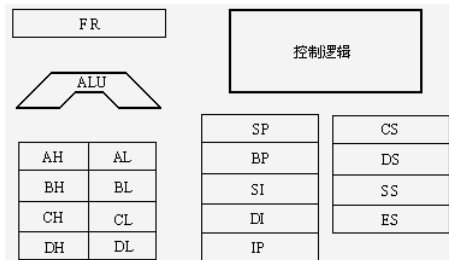 FR
控制逻辑
ALU
SP
CS
BP
DS
AH AL
BH BL
SI
SS
CH CL
DI
ES
DH DL
IP